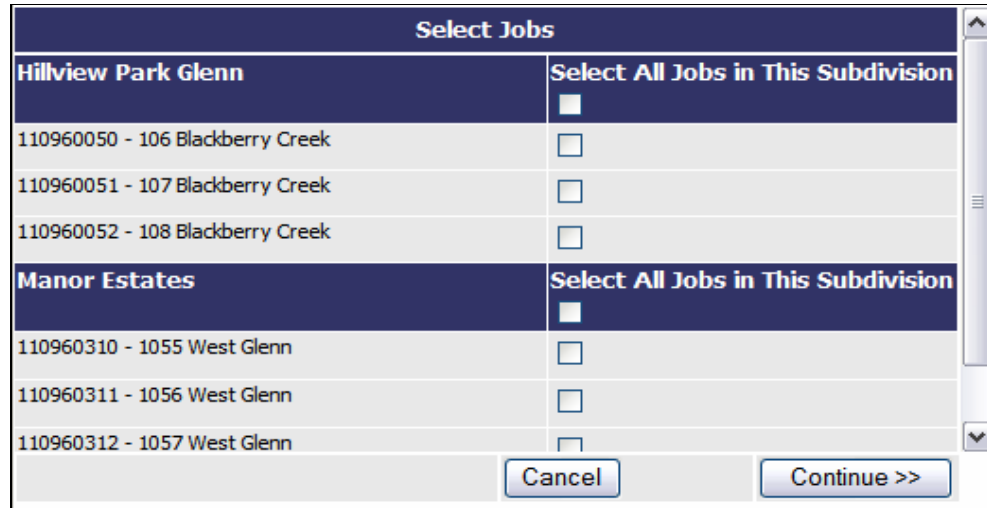 Select Jobs
Hillview Park Glenn
Select All Jobs in This Subdivision
110960050 - 106 Blackberry Creek
110960051 - 107 Blackberry Creek
110960052 - 108 Blackberry Creek
Manor Estates
Select All Jobs in This Subdivision
110960310 - 1055 West Glenn
110960311 - 1056 West Glenn
110960312 - 1057 West Glenn
Cancel
Continue >>